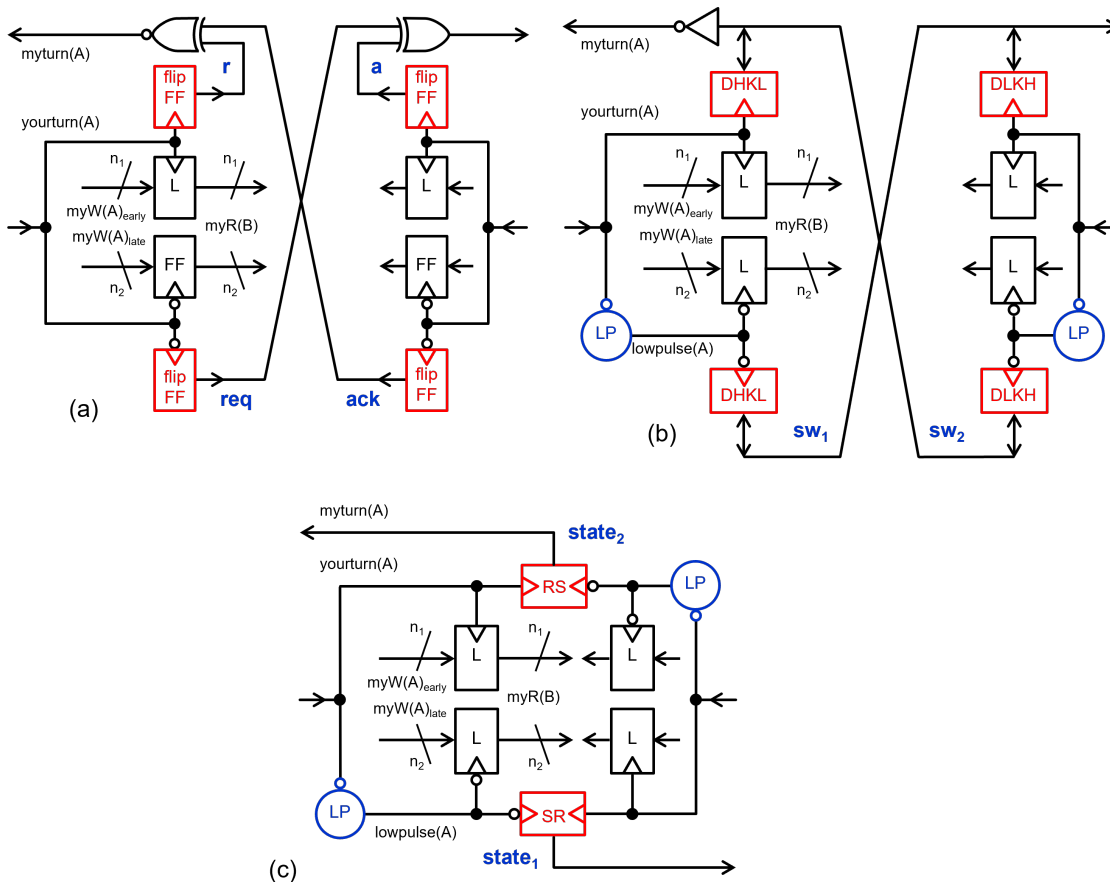 myturn(A)
r
a
flip
FF
flip
FF
yourturn(A)
n1
n1
L
L
myW(A)early
myR(B)
myW(A)late
FF
FF
n2
n2
flip
FF
flip
FF
(a)
req
ack
myturn(A)
DHKL
DLKH
yourturn(A)
n1
n1
L
L
myW(A)early
myR(B)
myW(A)late
L
L
n2
n2
LP
LP
lowpulse(A)
DHKL
DLKH
(b)
sw1
sw2
myturn(A)
state2
yourturn(A)
RS
LP
n1
n1
L
L
myW(A)early
myR(B)
myW(A)late
L
L
n2
n2
LP
SR
lowpulse(A)
state1
(c)